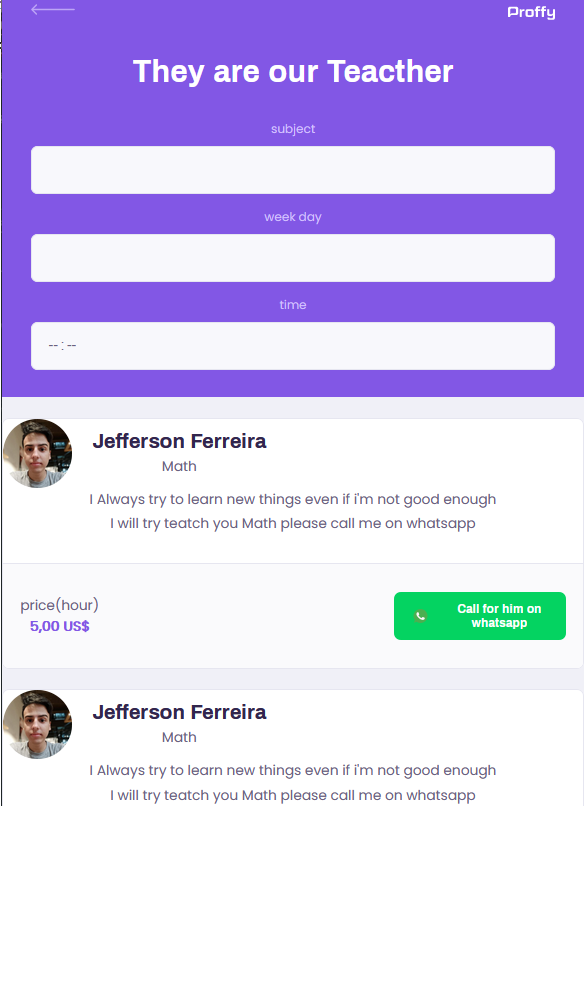 Proffy
They are our Teacther
subject
week day
time
-- : --
Jefferson Ferreira
Math
I Always try to learn new things even if i'm not good enough
I will try teatch you Math please call me on whatsapp
price(hour)
5,00 US$
Call for him on
whatsapp
Jefferson Ferreira
Math
I Always try to learn new things even if i'm not good enough
I will try teatch you Math please call me on whatsapp